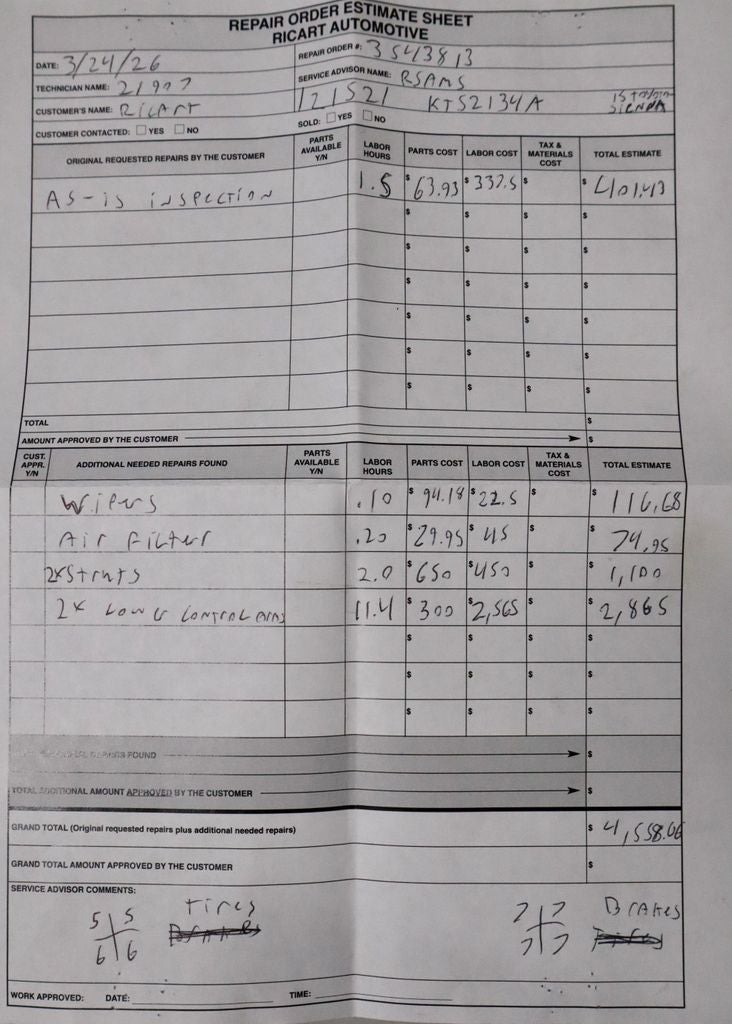 REPAIR ORDER ESTIMATE SHEET
RICART AUTOMOTIVE
DATE: 3/24/26 REPAIR ORDER #: 3543813
TECHNICIAN NAME: 21907 SERVICE ADVISOR NAME: RSAMS
CUSTOMER'S NAME: Ricart 121521 KTS2134A 15 Toyota SIENNA
CUSTOMER CONTACTED: YES NO SOLD: YES NO
ORIGINAL REQUESTED REPAIRS BY THE CUSTOMER PARTS AVAILABLE Y/N LABOR HOURS PARTS COST LABOR COST TAX & MATERIALS COST TOTAL ESTIMATE
AS-is inspection 1.5 $ 63.93 $ 337.5 $ $ 401.43
$ $ $ $
$ $ $ $
$ $ $ $
$ $ $ $
$ $ $ $
$ $ $ $
TOTAL $
AMOUNT APPROVED BY THE CUSTOMER $
CUST. APPR. Y/N ADDITIONAL NEEDED REPAIRS FOUND PARTS AVAILABLE Y/N LABOR HOURS PARTS COST LABOR COST TAX & MATERIALS COST TOTAL ESTIMATE
Wipers .10 $ 94.18 $ 22.5 $ $ 116.68
Air Filter .20 $ 29.95 $ 45 $ $ 74.95
2x Struts 2.0 $ 650 $ 450 $ $ 1,100
2x Lower control arms 11.4 $ 300 $ 2,565 $ $ 2,865
$ $ $ $
$ $ $ $
$ $ $ $
REPAIRS FOUND $
TOTAL ADDITIONAL AMOUNT APPROVED BY THE CUSTOMER $
GRAND TOTAL (Original requested repairs plus additional needed repairs) $ 4,558.06
GRAND TOTAL AMOUNT APPROVED BY THE CUSTOMER $
SERVICE ADVISOR COMMENTS:
5 5 Tires 7 7 Brakes
6 6 7 7
WORK APPROVED: DATE: TIME: